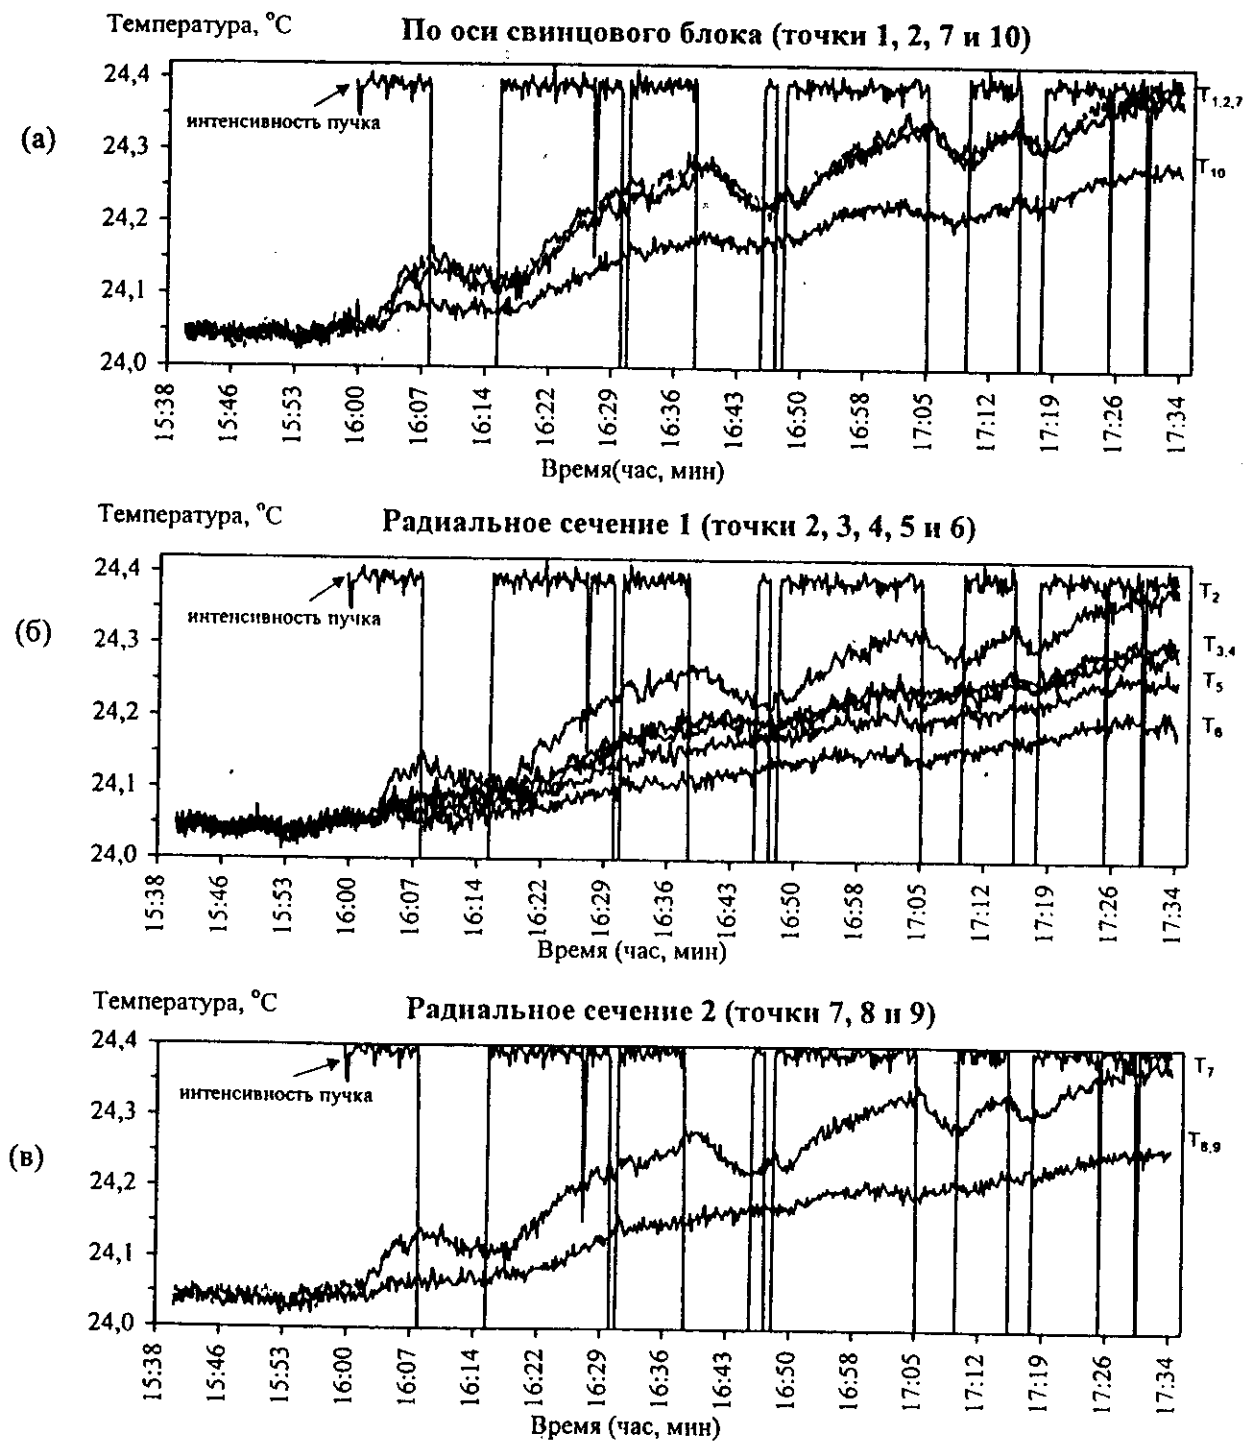 Температура, °С
По оси свинцового блока (точки 1, 2, 7 и 10)
(а)
24,4
24,3
24,2
24,1
24,0
интенсивность пучка
T1,2,7
T10
15:38 15:46 15:53 16:00 16:07 16:14 16:22 16:29 16:36 16:43 16:50 16:58 17:05 17:12 17:19 17:26 17:34
Время(час, мин)
Температура, °С
Радиальное сечение 1 (точки 2, 3, 4, 5 и 6)
(б)
24,4
24,3
24,2
24,1
24,0
интенсивность пучка
T2
T3,4
T5
T6
15:38 15:46 15:53 16:00 16:07 16:14 16:22 16:29 16:36 16:43 16:50 16:58 17:05 17:12 17:19 17:26 17:34
Время (час, мин)
Температура, °С
Радиальное сечение 2 (точки 7, 8 и 9)
(в)
24,4
24,3
24,2
24,1
24,0
интенсивность пучка
T7
T8,9
15:38 15:46 15:53 16:00 16:07 16:14 16:22 16:29 16:36 16:43 16:50 16:58 17:05 17:12 17:19 17:26 17:34
Время (час, мин)